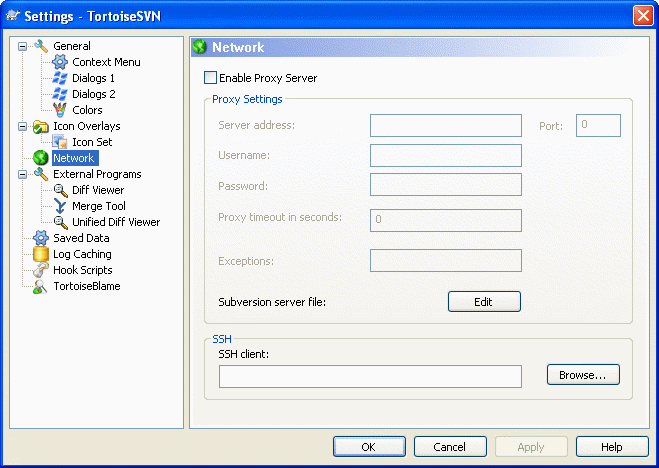 Settings - TortoiseSVN
General
Context Menu
Dialogs 1
Dialogs 2
Colors
Icon Overlays
Icon Set
Network
External Programs
Diff Viewer
Merge Tool
Unified Diff Viewer
Saved Data
Log Caching
Hook Scripts
TortoiseBlame
Network
Enable Proxy Server
Proxy Settings
Server address: Port: 0
Username:
Password:
Proxy timeout in seconds: 0
Exceptions:
Subversion server file: Edit
SSH
SSH client:
Browse...
OK Cancel Apply Help